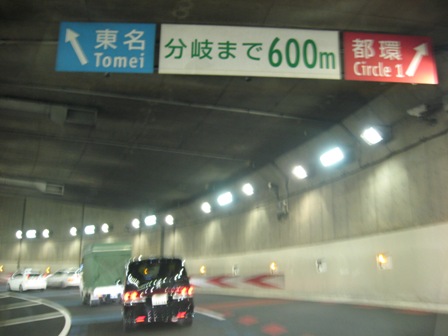 東名
Tomei
分岐まで600m
都環
Circle 1